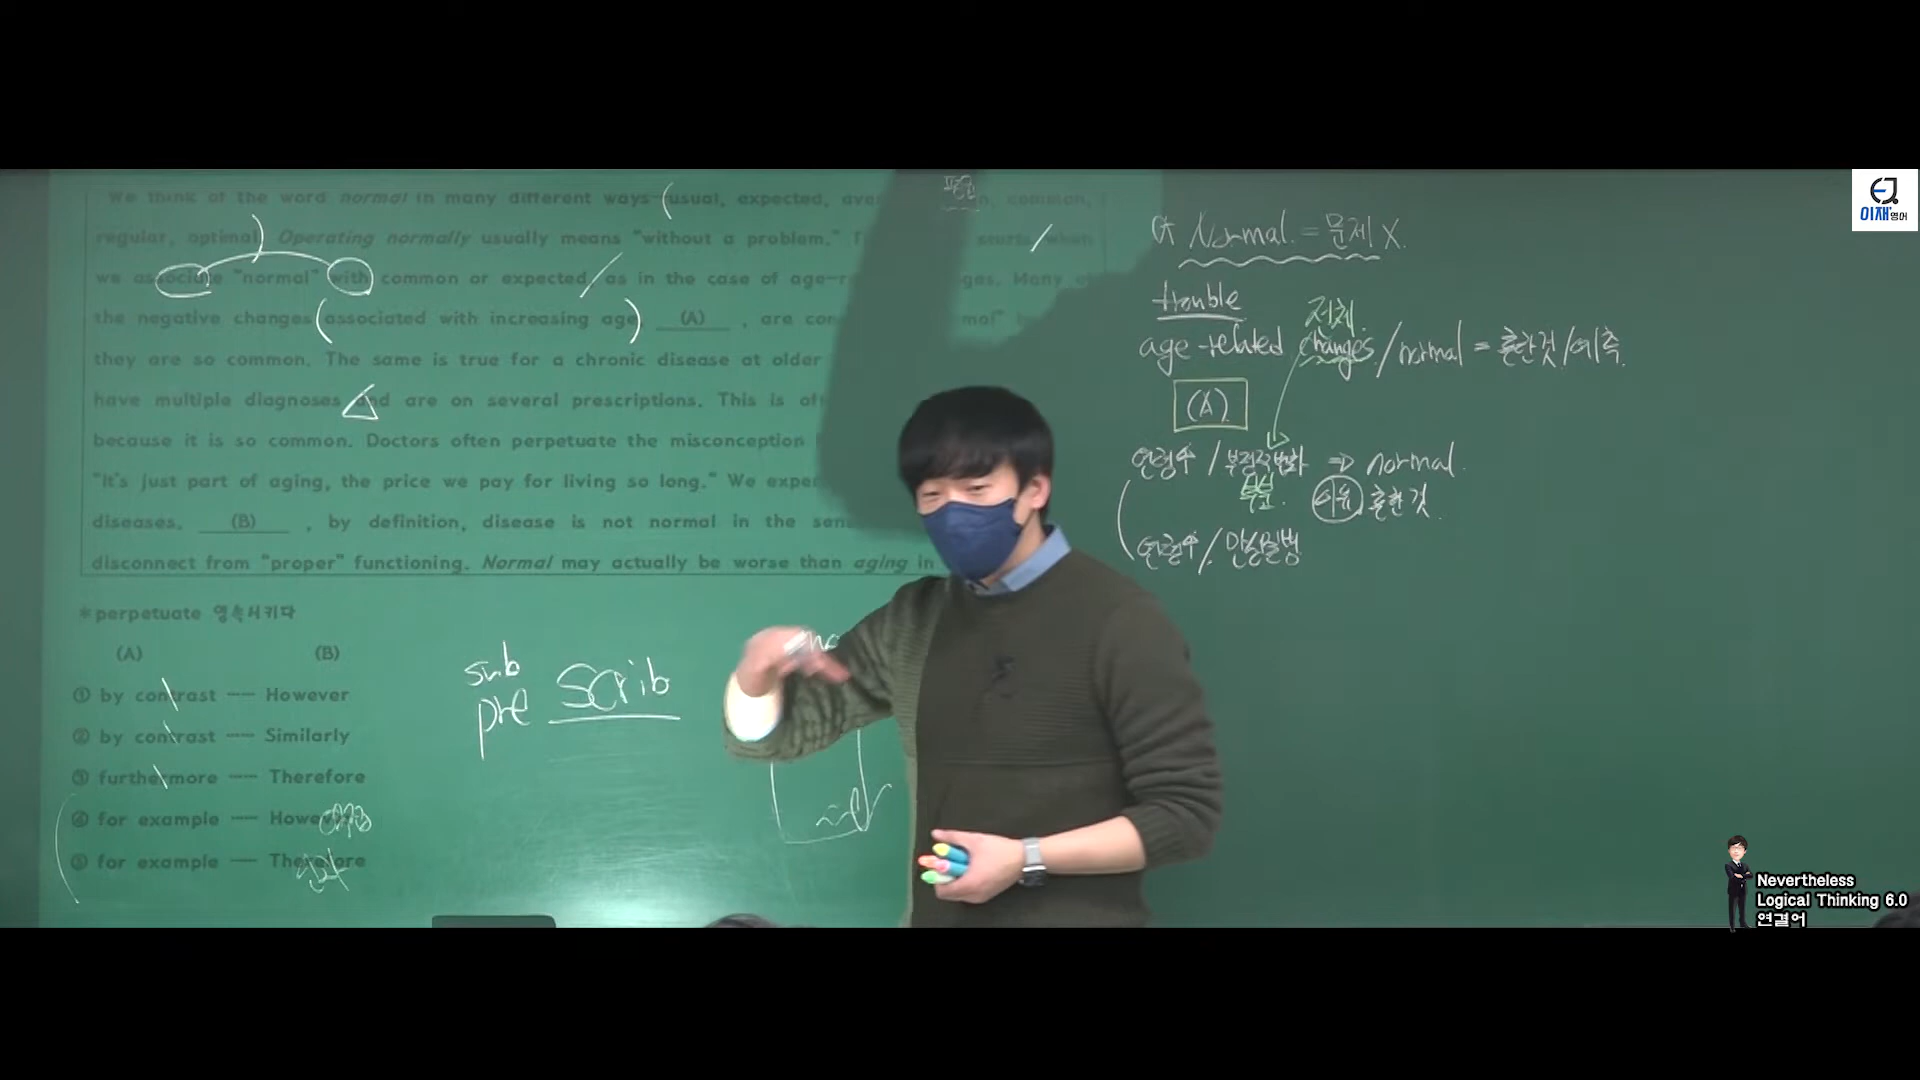 We think of the word normal in many different ways-usual, expected, common,
regular, optimal. Operating normally usually means "without a problem." starts when
we associate "normal" with common or expected, as in the case of Many of
the negative changes associated with increasing age, (A) , are
they are so common. The same is true for a chronic disease at older
have multiple diagnoses and are on several prescriptions. This is
because it is so common. Doctors often perpetuate the misconception
"It's just part of aging, the price we pay for living so long." We
diseases. (B) , by definition, disease is not normal in the
disconnect from "proper" functioning. Normal may actually be worse than aging in
*perpetuate 영속시키다
(A) (B)
① by contrast ---- However
② by contrast ---- Similarly
③ furthermore ---- Therefore
④ for example ---- However
⑤ for example ---- Therefore
sub
pre scrib
Normal = 문제 X.
trouble
전체
age-related changes / normal = 흔한것 / 예측
(A)
연령↑ / 부정적변화 ⇒ normal.
이유 흔한 것.
연령↑ / 만성질병
EJ
이재영어
Nevertheless
Logical Thinking 6.0
연결어